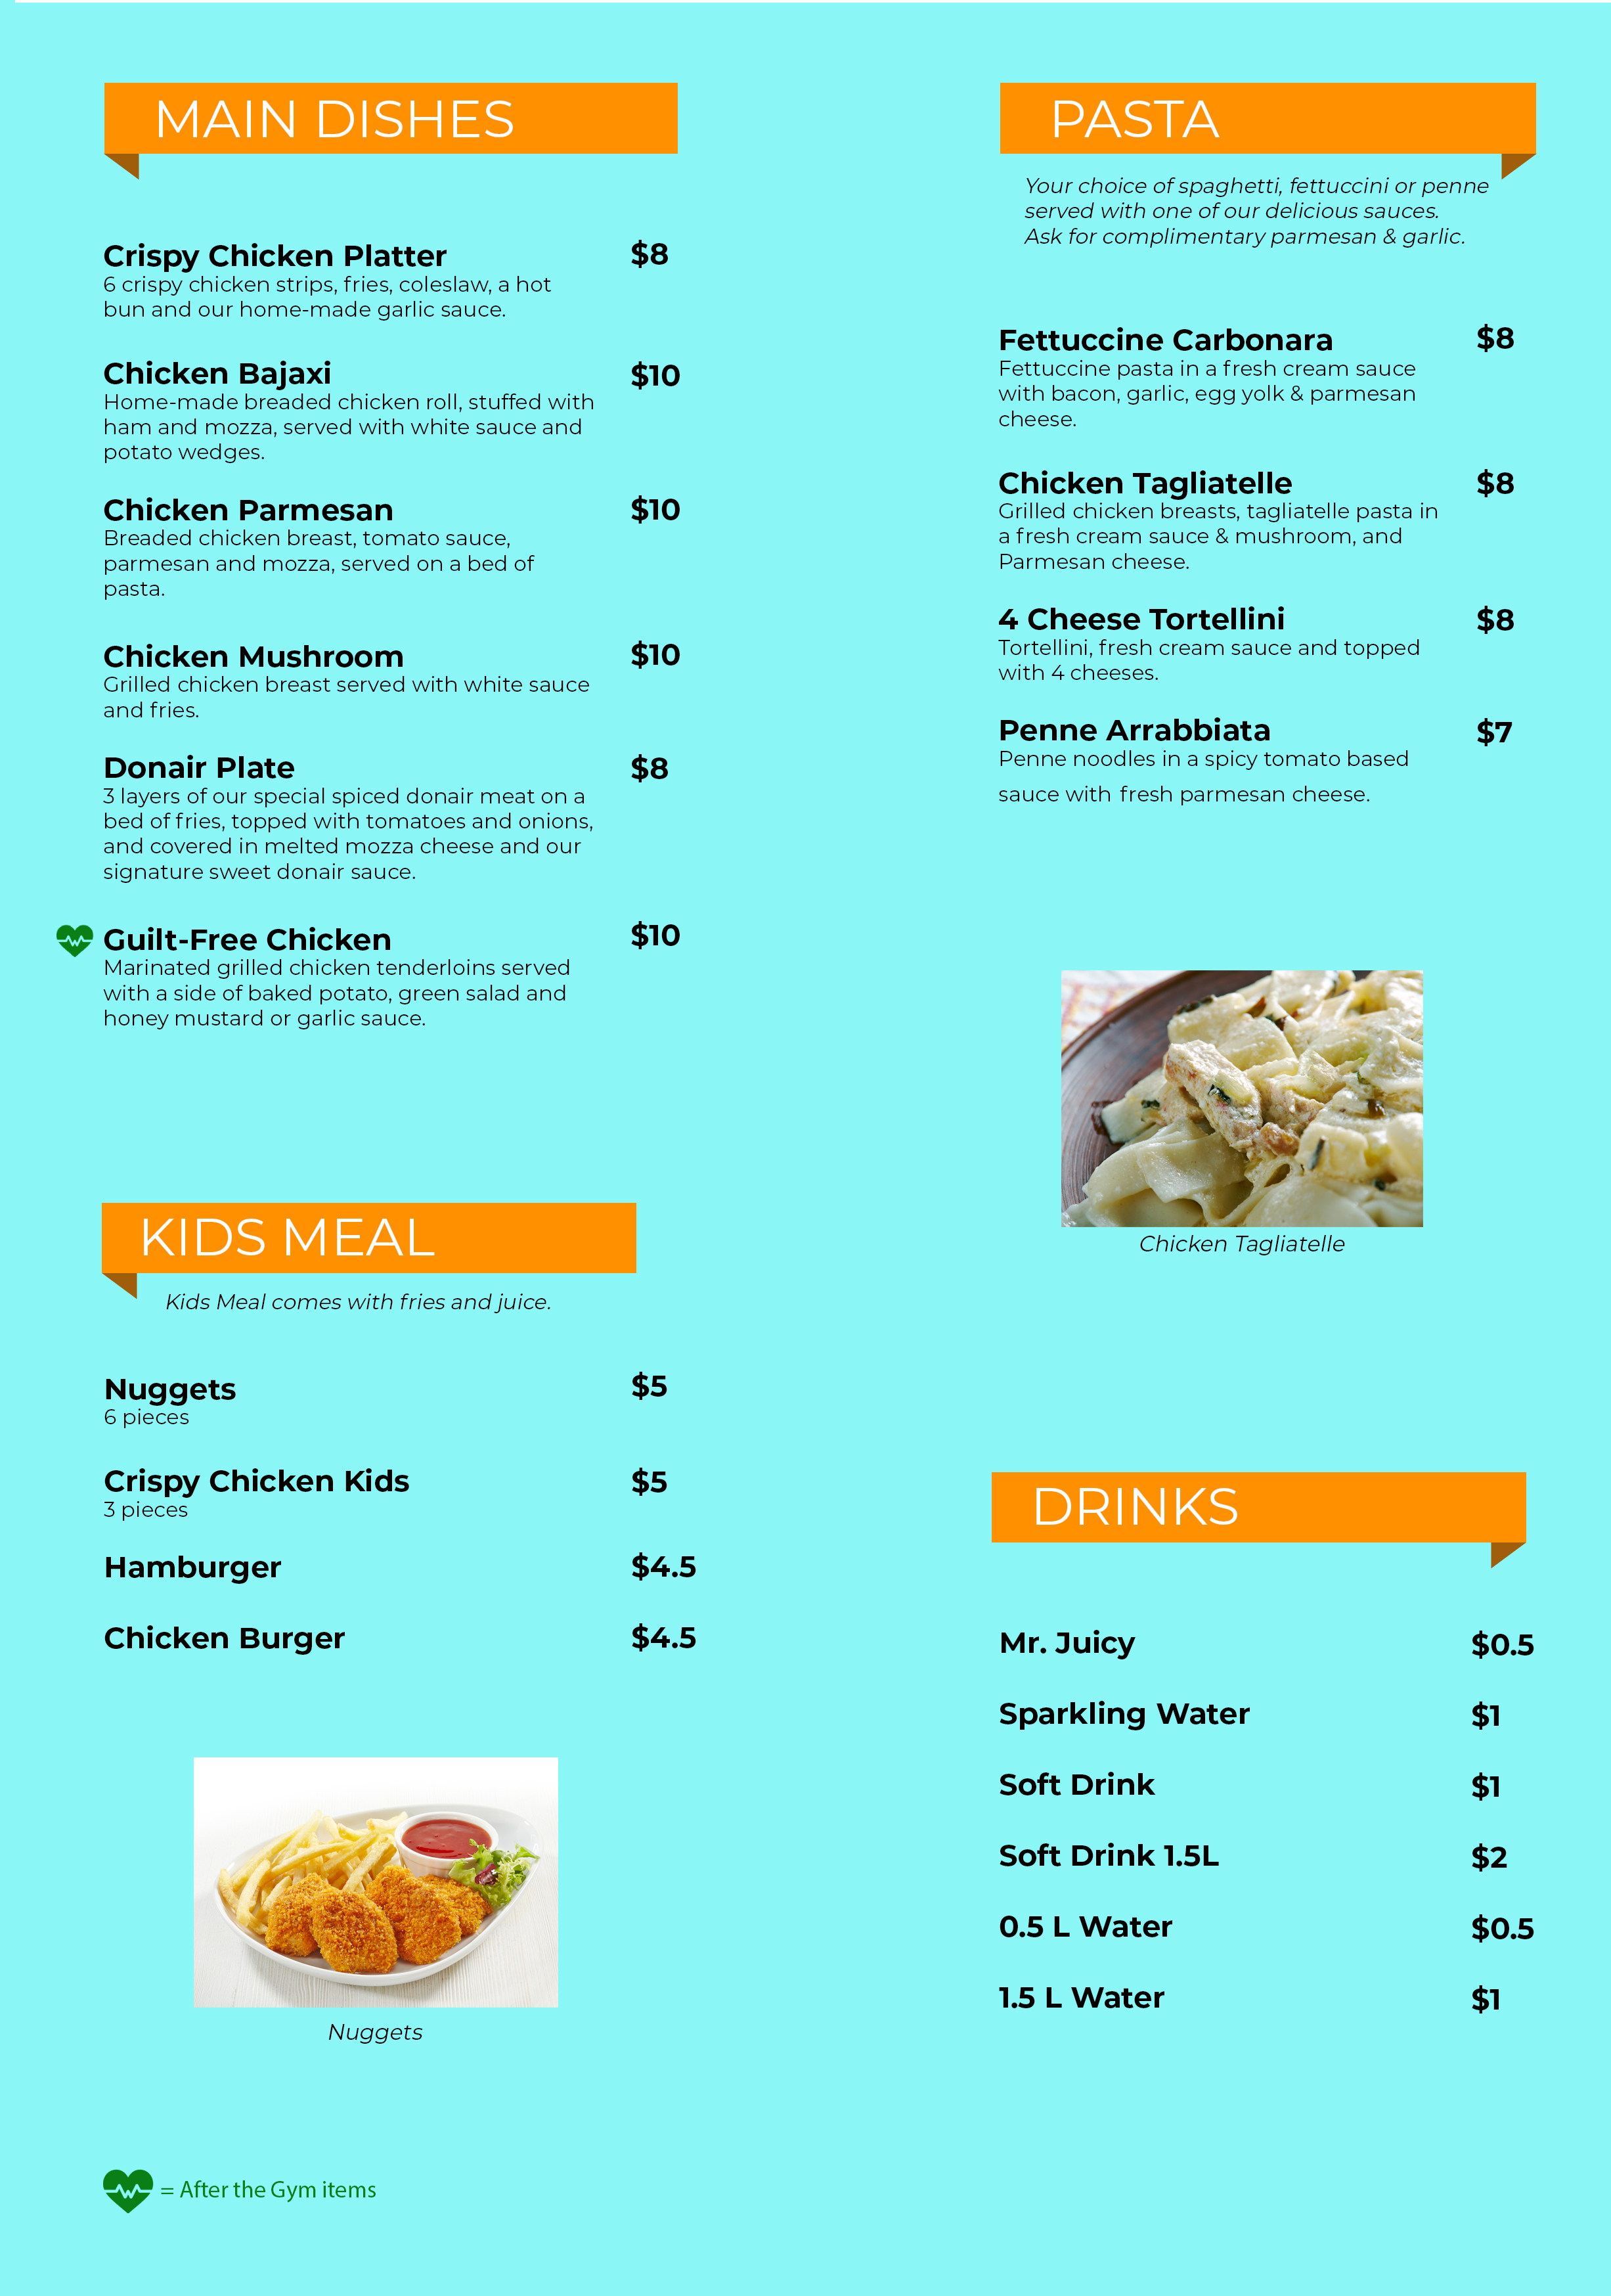 MAIN DISHES
Crispy Chicken Platter $8
6 crispy chicken strips, fries, coleslaw, a hot
bun and our home-made garlic sauce.
Chicken Bajaxi $10
Home-made breaded chicken roll, stuffed with
ham and mozza, served with white sauce and
potato wedges.
Chicken Parmesan $10
Breaded chicken breast, tomato sauce,
parmesan and mozza, served on a bed of
pasta.
Chicken Mushroom $10
Grilled chicken breast served with white sauce
and fries.
Donair Plate $8
3 layers of our special spiced donair meat on a
bed of fries, topped with tomatoes and onions,
and covered in melted mozza cheese and our
signature sweet donair sauce.
Guilt-Free Chicken $10
Marinated grilled chicken tenderloins served
with a side of baked potato, green salad and
honey mustard or garlic sauce.
KIDS MEAL
Kids Meal comes with fries and juice.
Nuggets $5
6 pieces
Crispy Chicken Kids $5
3 pieces
Hamburger $4.5
Chicken Burger $4.5
Nuggets
= After the Gym items
PASTA
Your choice of spaghetti, fettuccini or penne
served with one of our delicious sauces.
Ask for complimentary parmesan & garlic.
Fettuccine Carbonara $8
Fettuccine pasta in a fresh cream sauce
with bacon, garlic, egg yolk & parmesan
cheese.
Chicken Tagliatelle $8
Grilled chicken breasts, tagliatelle pasta in
a fresh cream sauce & mushroom, and
Parmesan cheese.
4 Cheese Tortellini $8
Tortellini, fresh cream sauce and topped
with 4 cheeses.
Penne Arrabbiata $7
Penne noodles in a spicy tomato based
sauce with fresh parmesan cheese.
Chicken Tagliatelle
DRINKS
Mr. Juicy $0.5
Sparkling Water $1
Soft Drink $1
Soft Drink 1.5L $2
0.5 L Water $0.5
1.5 L Water $1